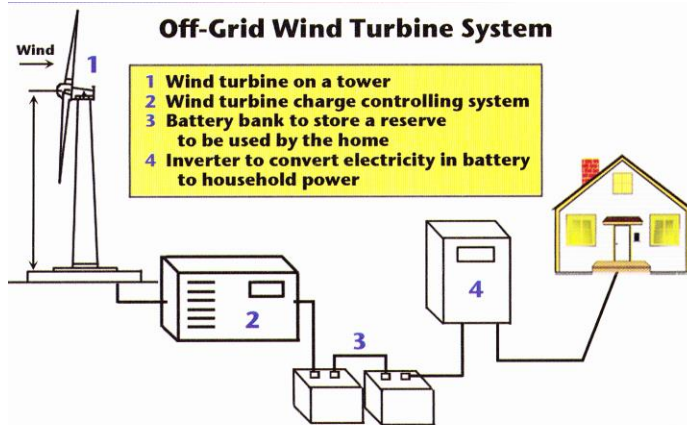 Off-Grid Wind Turbine System
Wind
1
1 Wind turbine on a tower
2 Wind turbine charge controlling system
3 Battery bank to store a reserve
to be used by the home
4 Inverter to convert electricity in battery
to household power
2
3
4